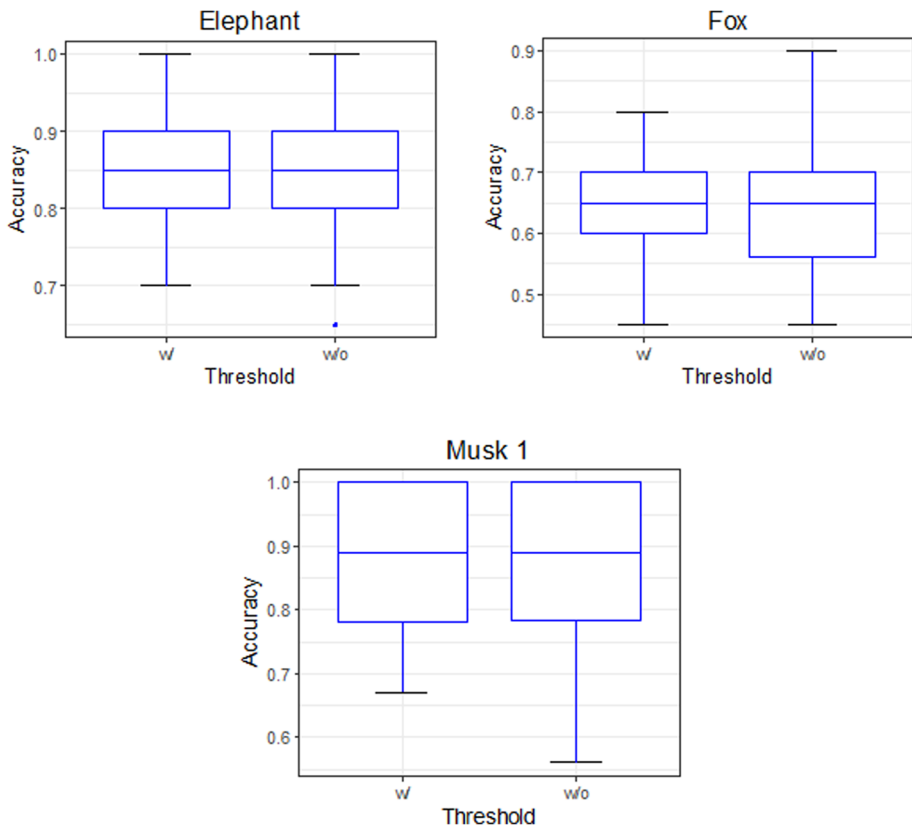 Elephant
Accuracy
1.0
0.9
0.8
0.7
w/
w/o
Threshold
Fox
Accuracy
0.9
0.8
0.7
0.6
0.5
w/
w/o
Threshold
Musk 1
Accuracy
1.0
0.9
0.8
0.7
0.6
w/
w/o
Threshold